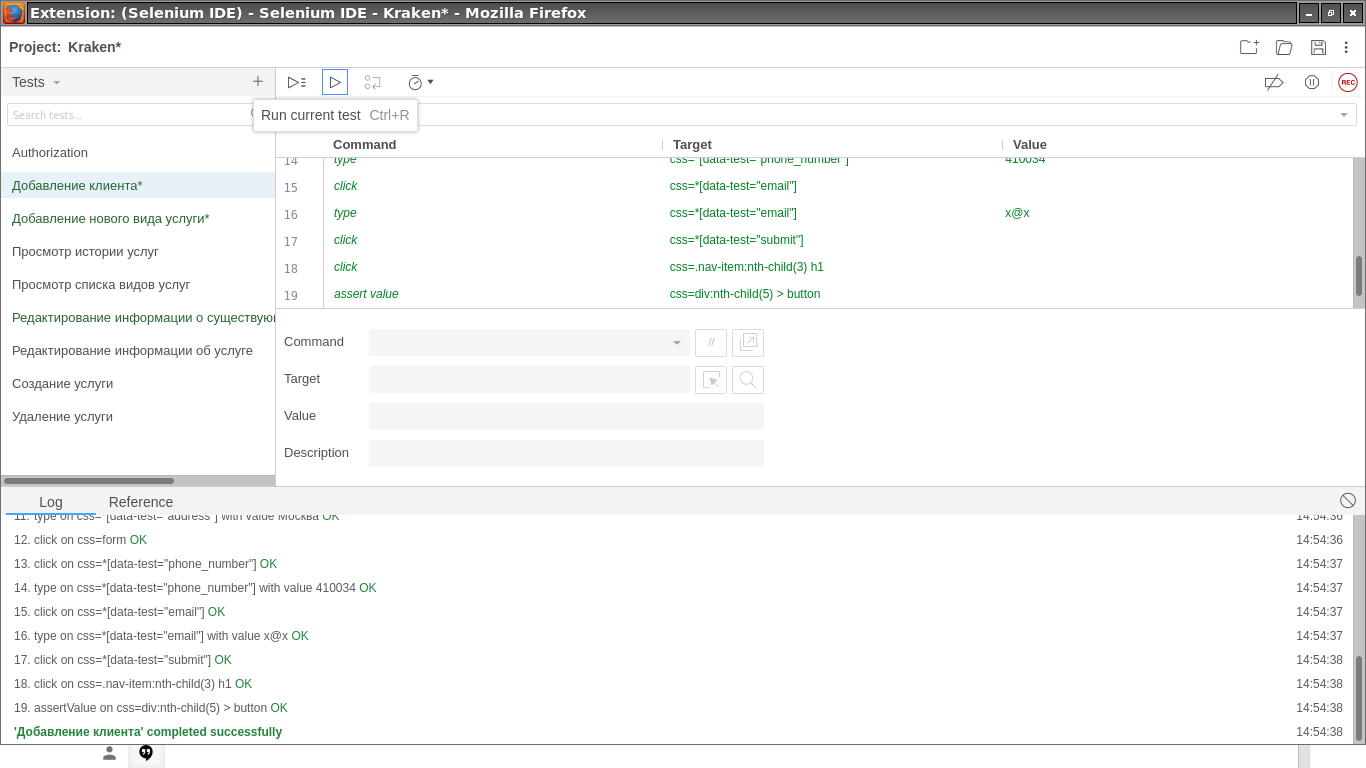 Extension: (Selenium IDE) - Selenium IDE - Kraken* - Mozilla Firefox
Project: Kraken*
Tests
+
REC
Search tests...
Run current test Ctrl+R
Command Target Value
Authorization
Добавление клиента*
Добавление нового вида услуги*
Просмотр истории услуг
Просмотр списка видов услуг
Редактирование информации о существую
Редактирование информации об услуге
Создание услуги
Удаление услуги
14 type css=*[data-test="phone_number"] 410034
15 click css=*[data-test="email"]
16 type css=*[data-test="email"] x@x
17 click css=*[data-test="submit"]
18 click css=.nav-item:nth-child(3) h1
19 assert value css=div:nth-child(5) > button
Command //
Target
Value
Description
Log Reference
11. type on css=*[data-test="address"] with value Москва OK 14:54:36
12. click on css=form OK 14:54:36
13. click on css=*[data-test="phone_number"] OK 14:54:37
14. type on css=*[data-test="phone_number"] with value 410034 OK 14:54:37
15. click on css=*[data-test="email"] OK 14:54:37
16. type on css=*[data-test="email"] with value x@x OK 14:54:37
17. click on css=*[data-test="submit"] OK 14:54:38
18. click on css=.nav-item:nth-child(3) h1 OK 14:54:38
19. assertValue on css=div:nth-child(5) > button OK 14:54:38
'Добавление клиента' completed successfully 14:54:38